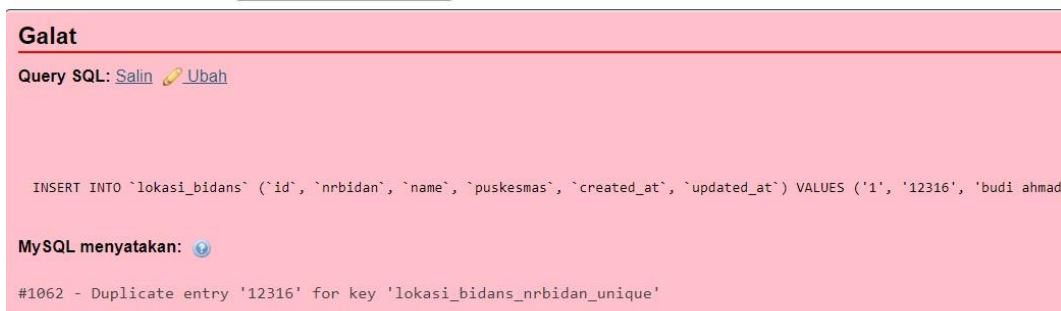 Galat
Query SQL: Salin Ubah
INSERT INTO `lokasi_bidans` (`id`, `nrbidan`, `name`, `puskesmas`, `created_at`, `updated_at`) VALUES ('1', '12316', 'budi ahmad
MySQL menyatakan:
#1062 - Duplicate entry '12316' for key 'lokasi_bidans_nrbidan_unique'